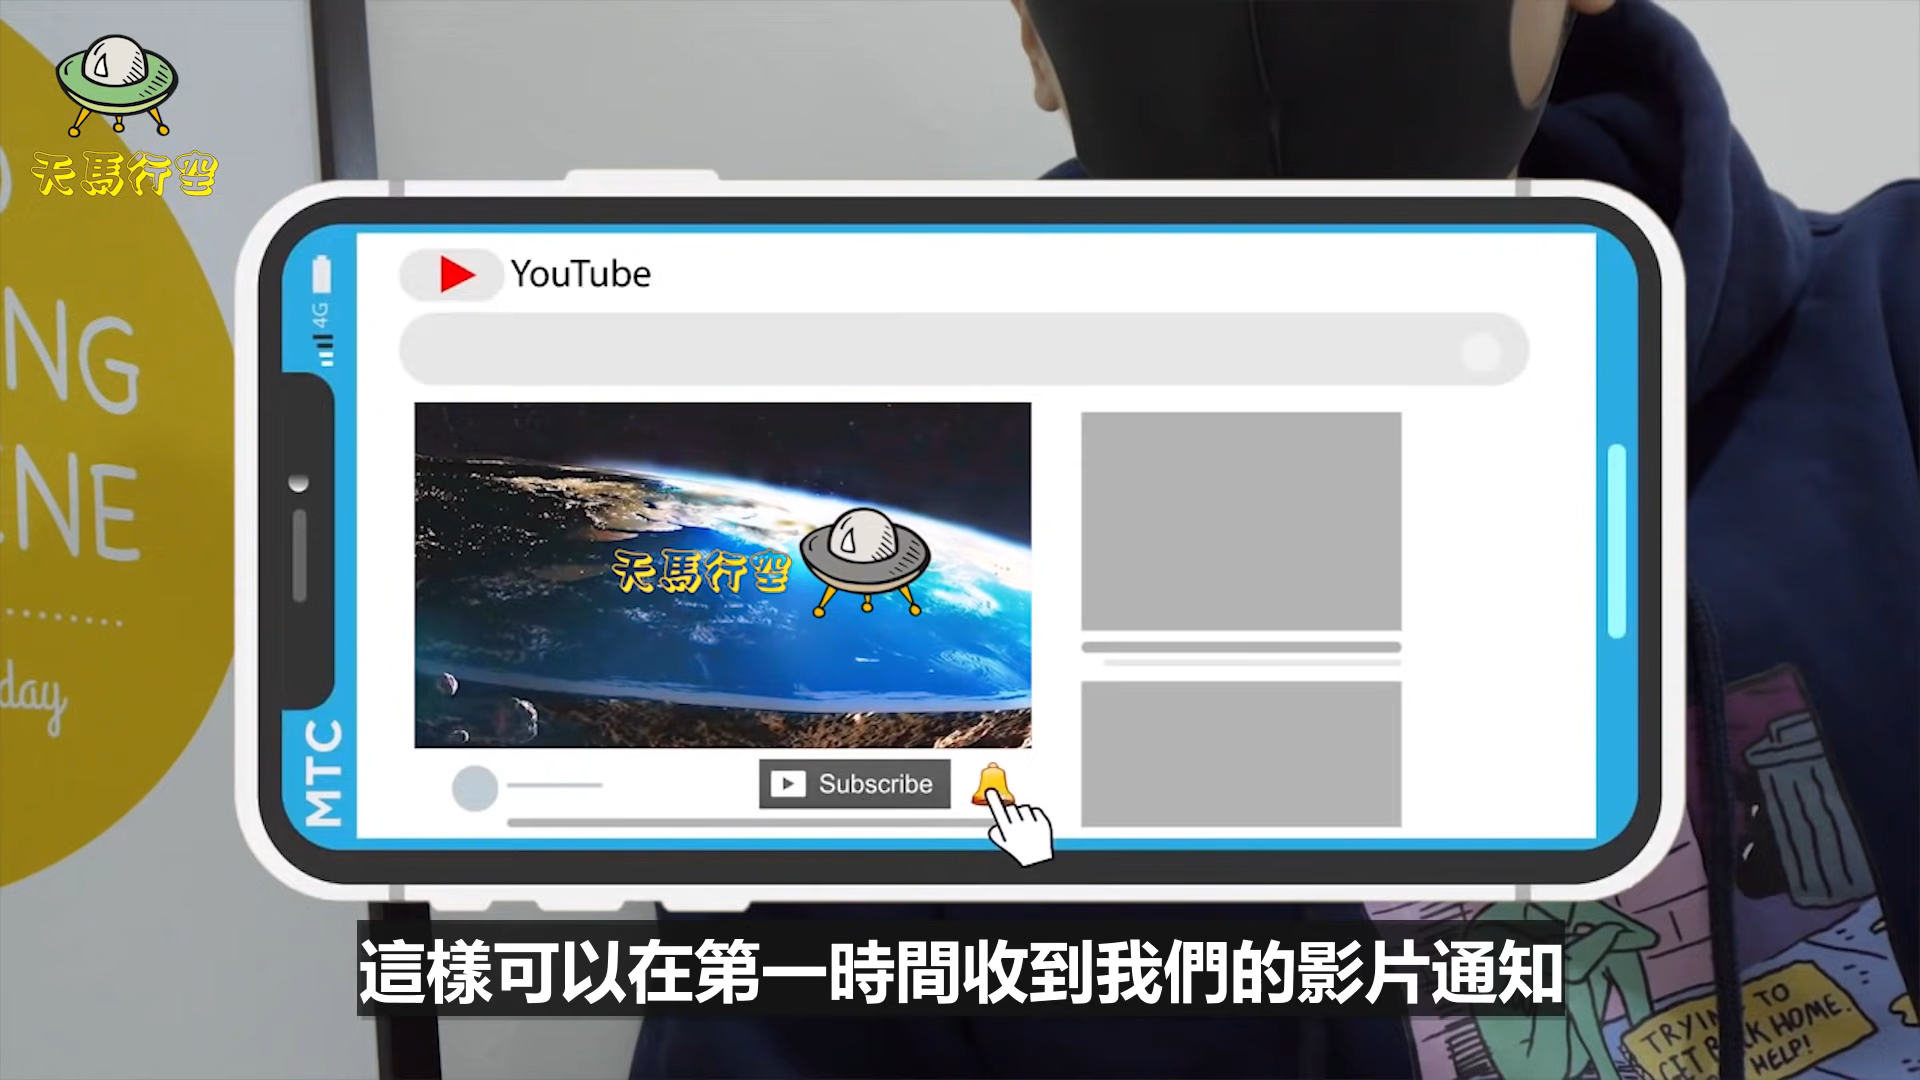 天馬行空
NG
NE
day
4G
MTC
YouTube
天馬行空
Subscribe
這樣可以在第一時間收到我們的影片通知
TO
HOME.
HELP!